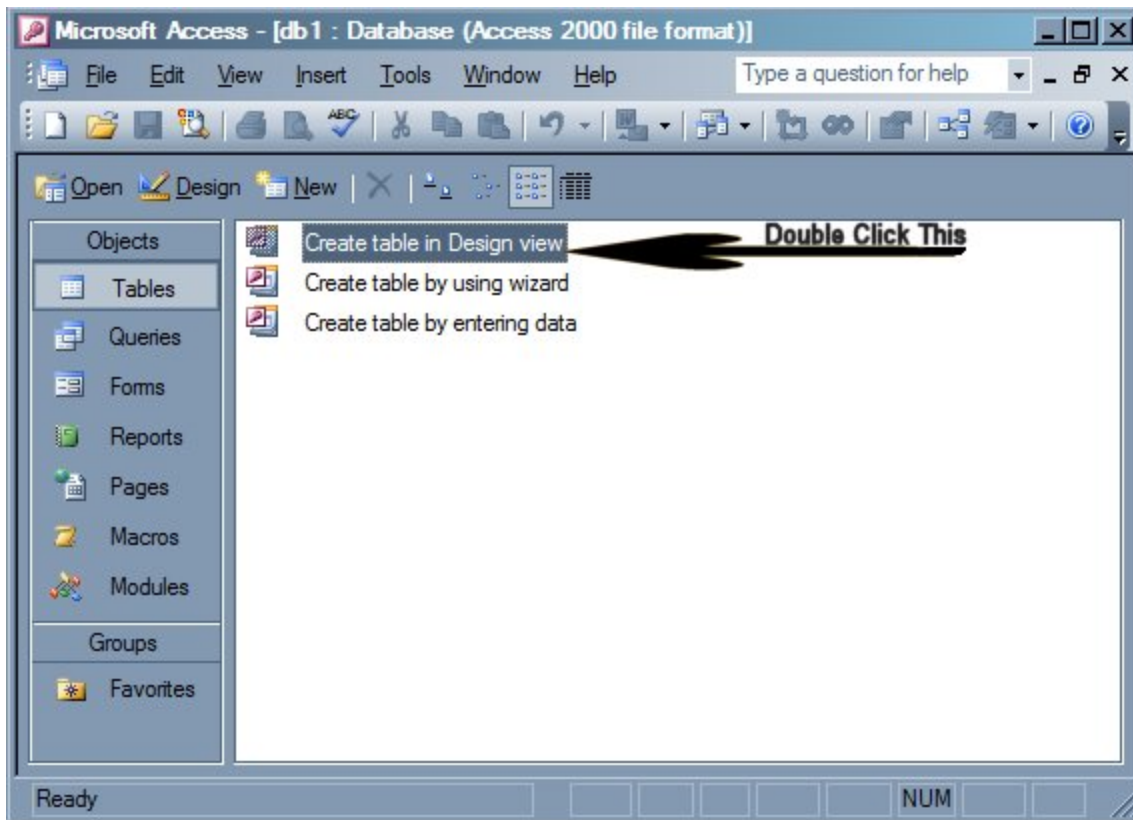 Microsoft Access - [db1 : Database (Access 2000 file format)]
File Edit View Insert Tools Window Help Type a question for help
ABC
Open Design New
Objects
Tables
Queries
Forms
Reports
Pages
Macros
Modules
Groups
Favorites
Create table in Design view
Double Click This
Create table by using wizard
Create table by entering data
Ready NUM